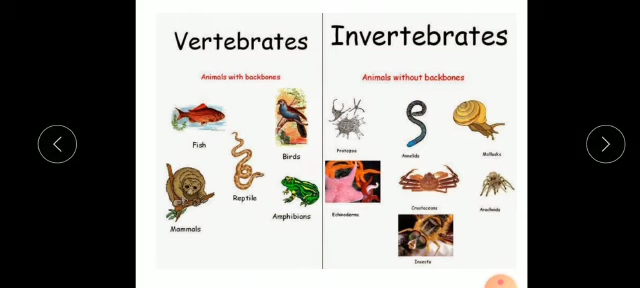 Vertebrates
Animals with backbones
Fish
Birds
Reptile
Amphibians
Mammals
Invertebrates
Animals without backbones
Protozoa
Annelids
Mollusks
Echinoderms
Crustaceans
Arachnids
Insects